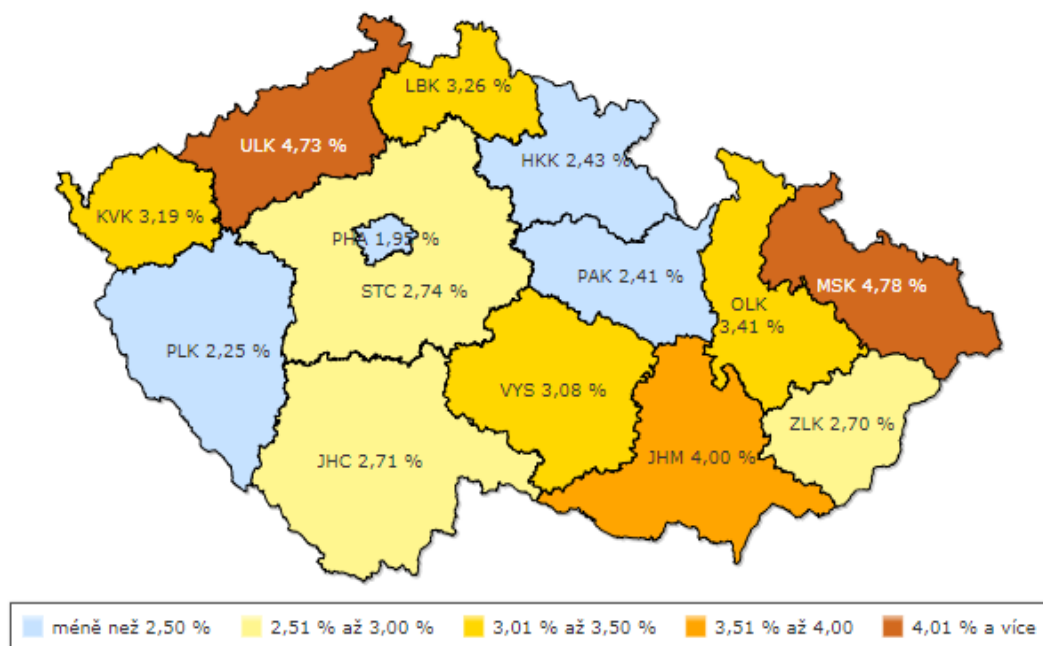 LBK 3,26 %
ULK 4,73 %
HKK 2,43 %
KVK 3,19 %
PHA 1,95 %
PAK 2,41 %
STC 2,74 %
MSK 4,78 %
OLK
3,41 %
PLK 2,25 %
VYS 3,08 %
ZLK 2,70 %
JHC 2,71 %
JHM 4,00 %
méně než 2,50 %
2,51 % až 3,00 %
3,01 % až 3,50 %
3,51 % až 4,00
4,01 % a více